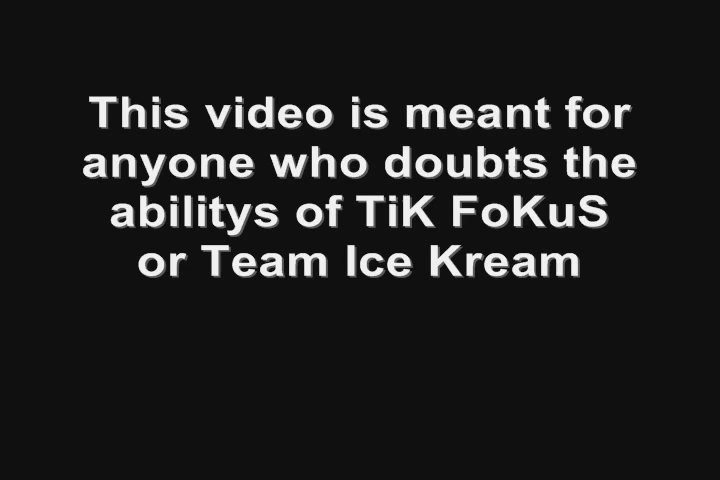 This video is meant for
anyone who doubts the
abilitys of TiK FoKuS
or Team Ice Kream